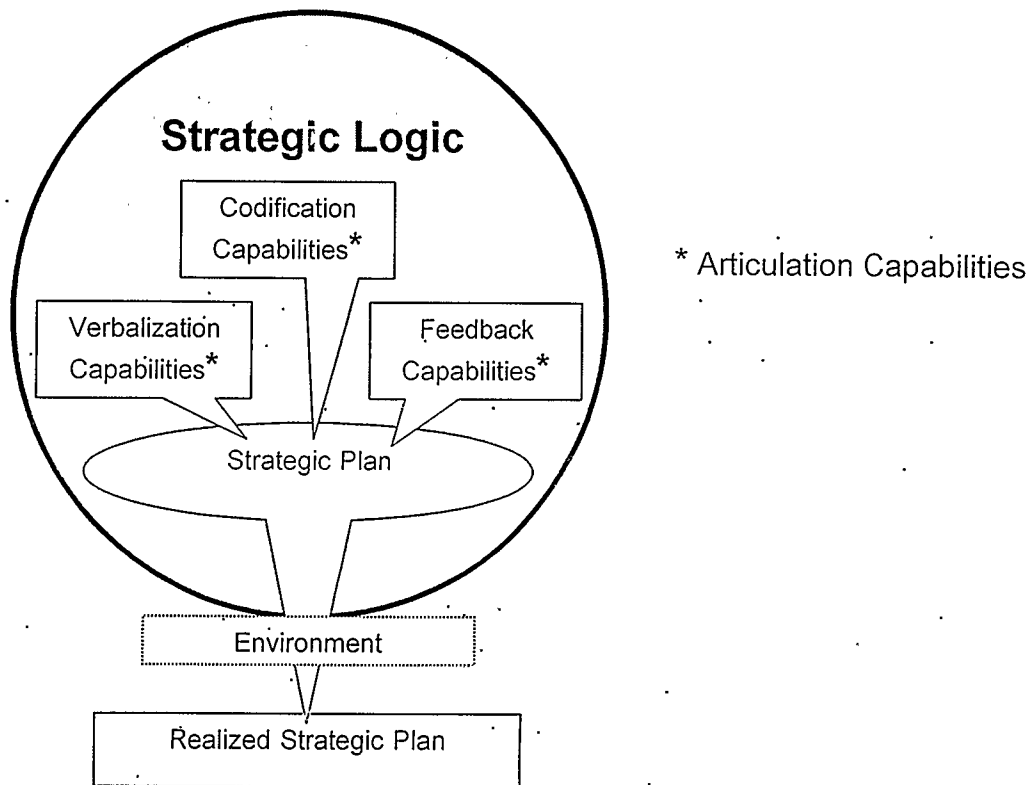 Strategic Logic
Codification
Capabilities*
* Articulation Capabilities
Verbalization
Capabilities*
Feedback
Capabilities*
Strategic Plan
Environment
Realized Strategic Plan